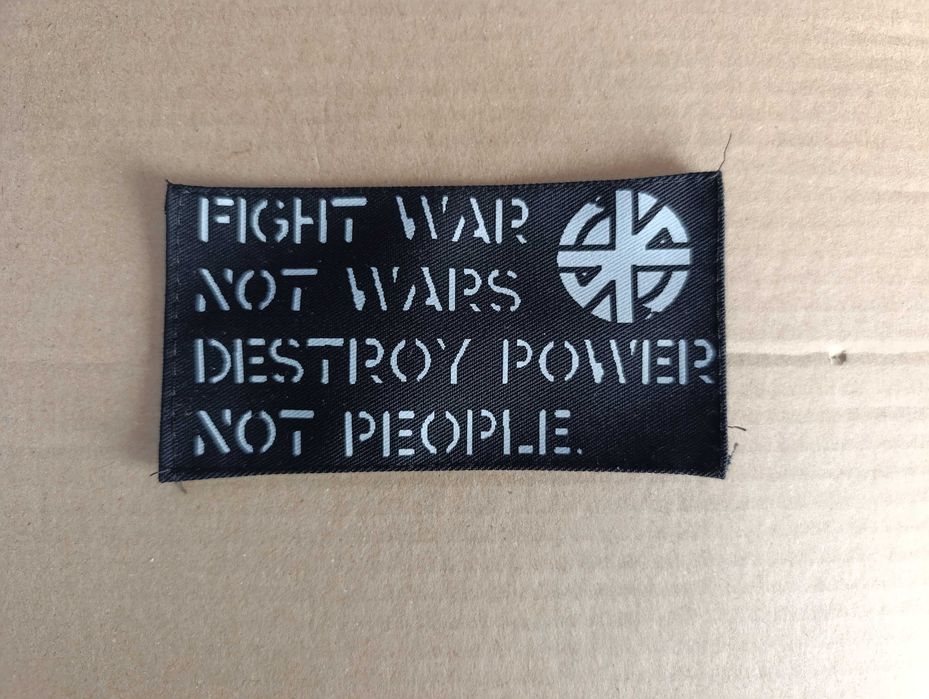 FIGHT WAR
NOT WARS
DESTROY POWER
NOT PEOPLE.